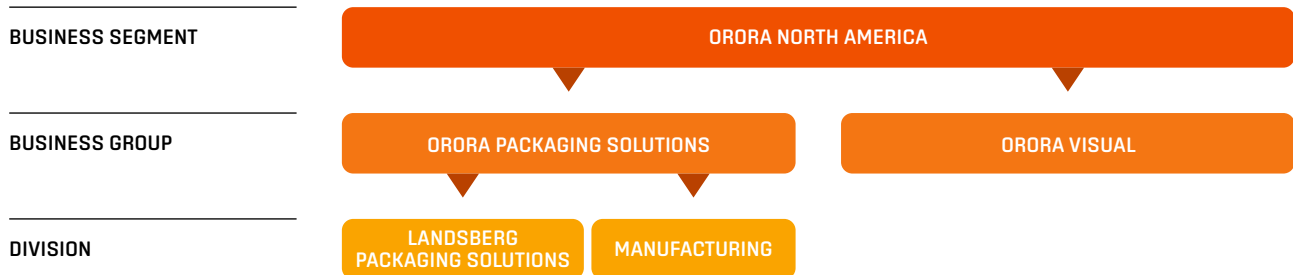 BUSINESS SEGMENT
ORORA NORTH AMERICA
BUSINESS GROUP
ORORA PACKAGING SOLUTIONS
ORORA VISUAL
DIVISION
LANDSBERG
PACKAGING SOLUTIONS
MANUFACTURING